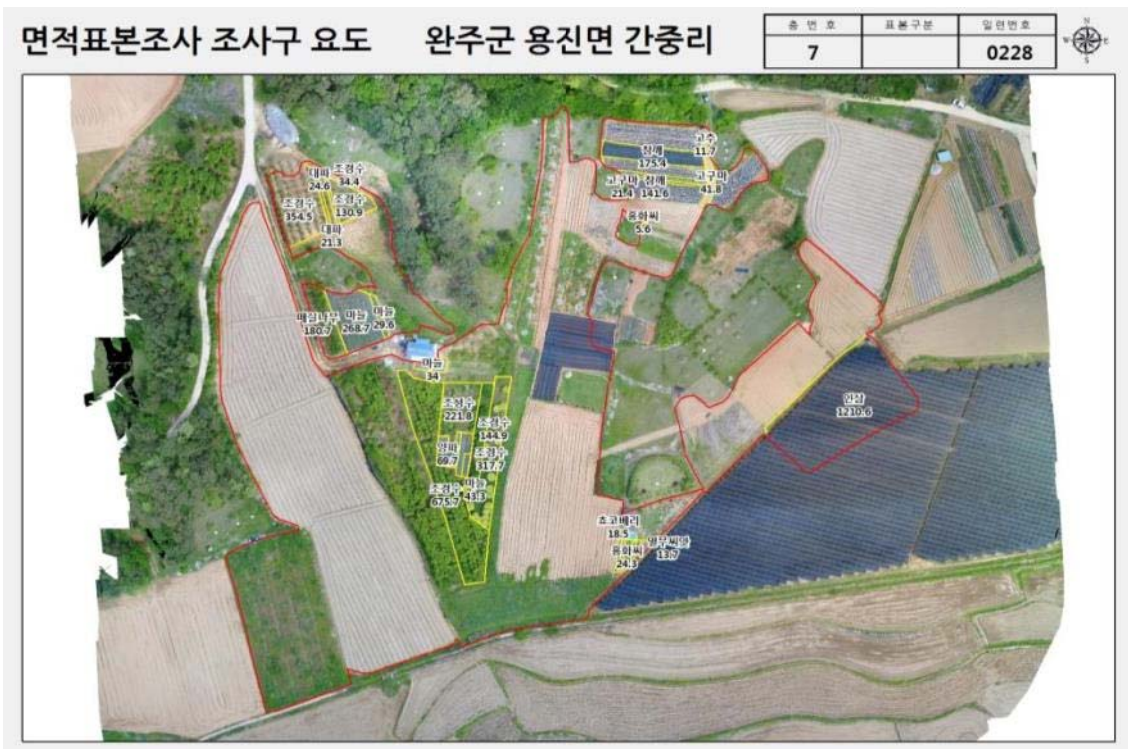 면적표본조사 조사구 요도 완주군 용진면 간중리
층 번 호 표본구분 일련번호
7 0228
N
W E
S
고추
11.7
참깨
175.4
고구마
21.4
참깨
141.6
고구마
41.8
홍화씨
5.6
대파
24.6
조경수
34.4
조경수
354.5
조경수
130.9
대파
21.3
매실나무
180.7
마늘
268.7
마늘
29.6
마늘
34
조경수
221.8
조경수
144.9
양파
69.7
조경수
317.7
조경수
675.7
마늘
43.3
인삼
1210.6
쵸코베리
18.5
열무씨앗
13.7
홍화씨
24.3